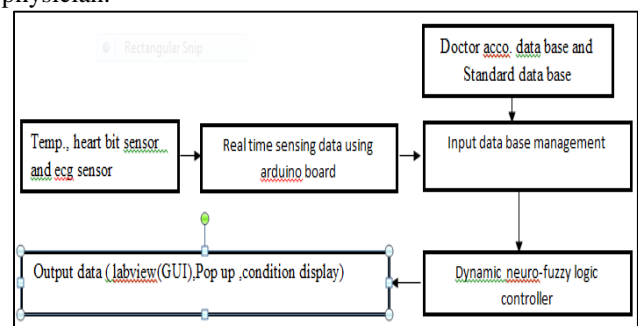 physician.
Rectangular Snip
Doctor acco. data base and
Standard data base
Temp., heart bit sensor
and ecg sensor
Real time sensing data using
arduino board
Input data base management
Output data ( labview(GUI),Pop up ,condition display)
Dynamic neuro-fuzzy logic
controller